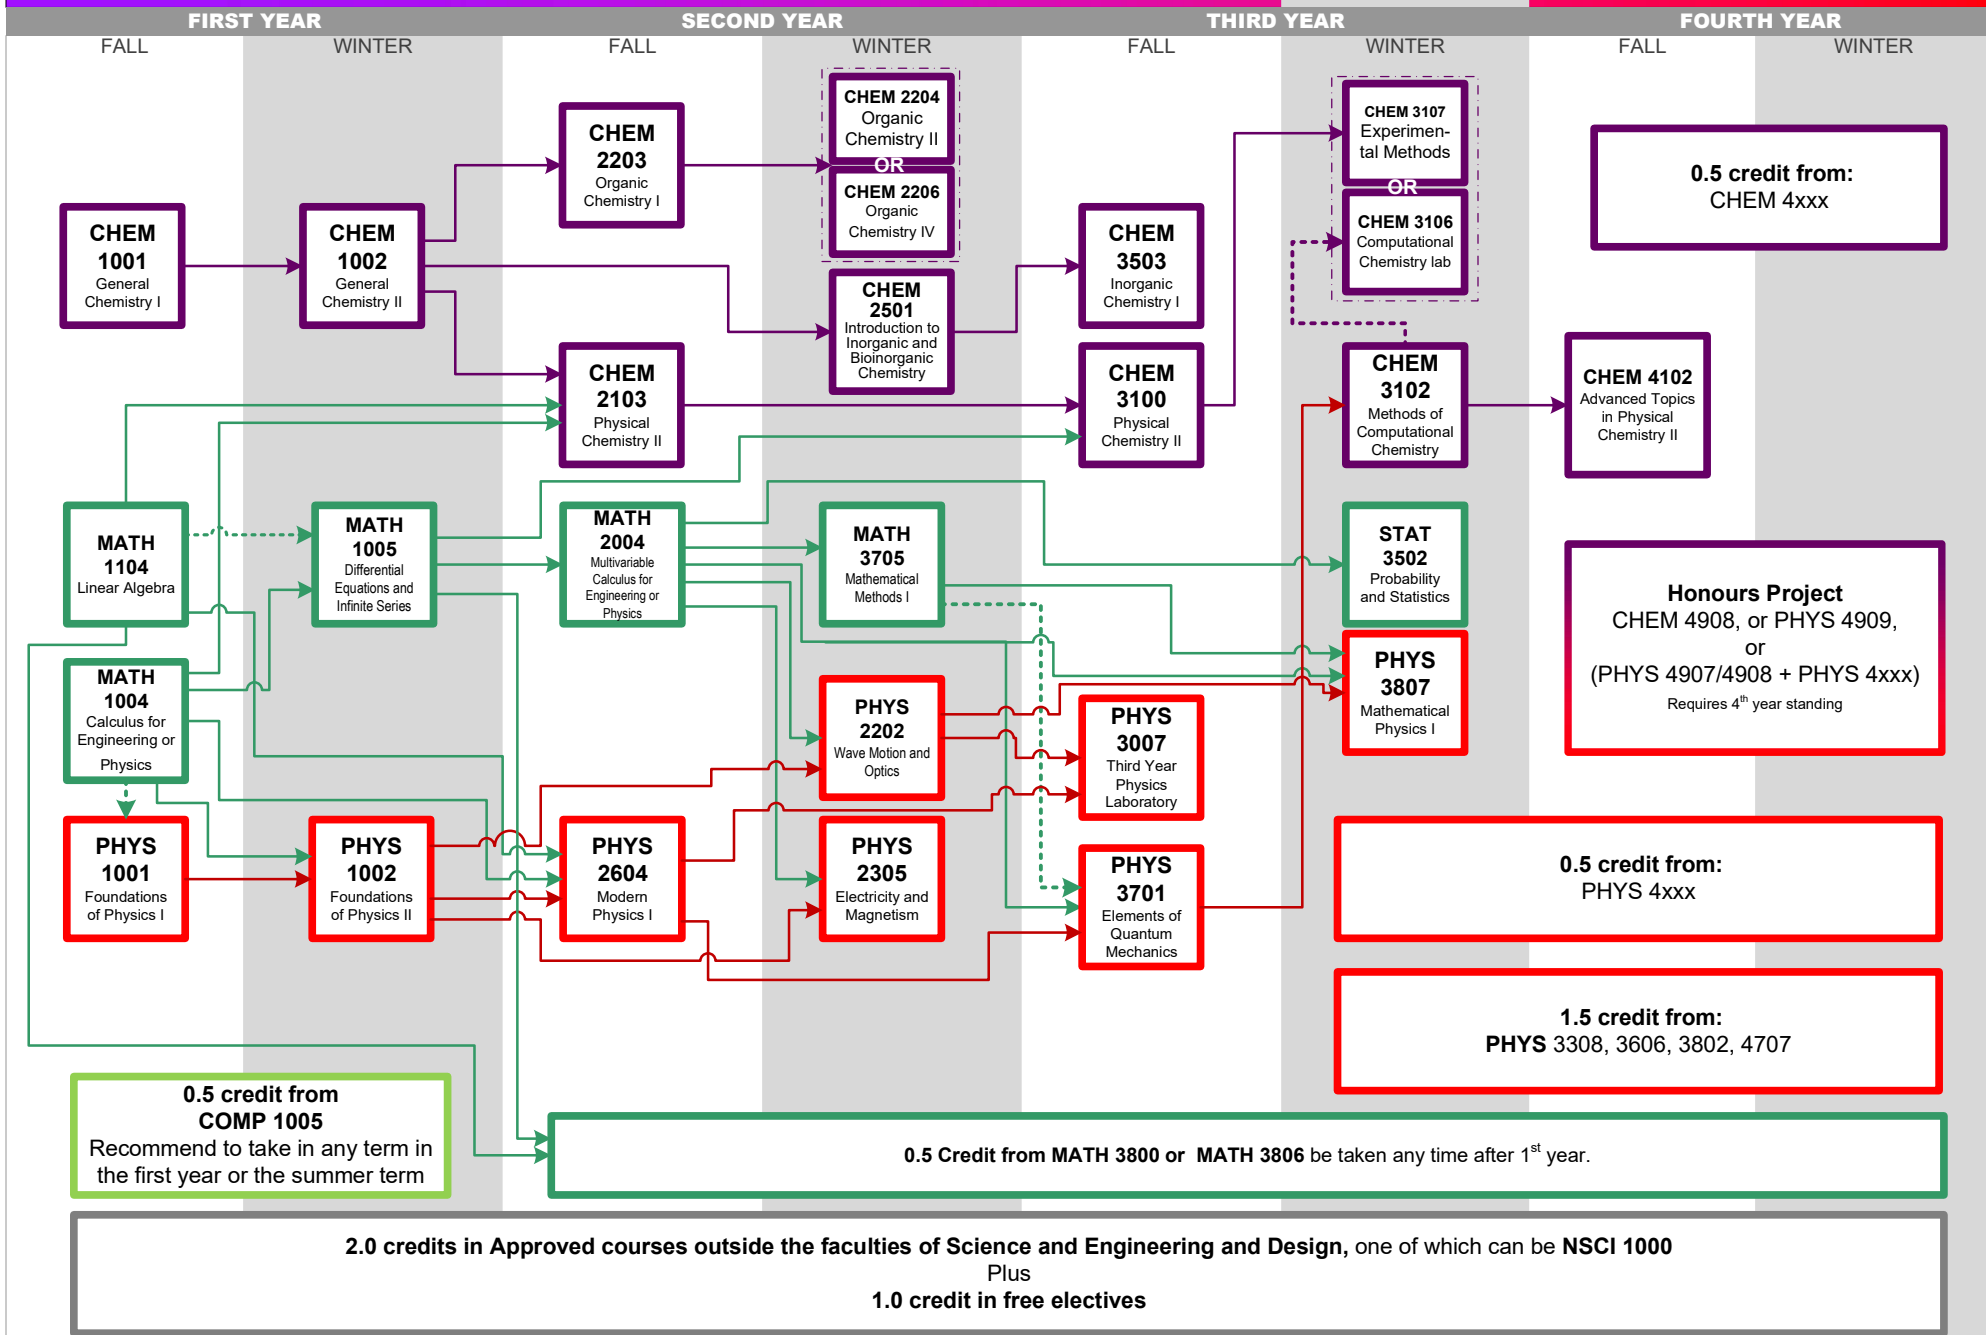 FIRST YEAR
SECOND YEAR
THIRD YEAR
FOURTH YEAR
FALL
WINTER
FALL
WINTER
FALL
WINTER
FALL
WINTER
CHEM
1001
General
Chemistry I
CHEM
1002
General
Chemistry II
CHEM
2203
Organic
Chemistry I
CHEM 2204
Organic
Chemistry II
OR
CHEM 2206
Organic
Chemistry IV
CHEM
2501
Introduction to
Inorganic and
Bioinorganic
Chemistry
CHEM
3503
Inorganic
Chemistry I
CHEM 3107
Experimen-
tal Methods
OR
CHEM 3106
Computational
Chemistry lab
0.5 credit from:
CHEM 4xxx
CHEM
2103
Physical
Chemistry II
CHEM
3100
Physical
Chemistry II
CHEM
3102
Methods of
Computational
Chemistry
CHEM 4102
Advanced Topics
in Physical
Chemistry II
MATH
1104
Linear Algebra
MATH
1005
Differential
Equations and
Infinite Series
MATH
2004
Multivariable
Calculus for
Engineering or
Physics
MATH
3705
Mathematical
Methods I
STAT
3502
Probability
and Statistics
Honours Project
CHEM 4908, or PHYS 4909,
or
(PHYS 4907/4908 + PHYS 4xxx)
Requires 4th year standing
MATH
1004
Calculus for
Engineering or
Physics
PHYS
2202
Wave Motion and
Optics
PHYS
3007
Third Year
Physics
Laboratory
PHYS
3807
Mathematical
Physics I
PHYS
1001
Foundations
of Physics I
PHYS
1002
Foundations
of Physics II
PHYS
2604
Modern
Physics I
PHYS
2305
Electricity and
Magnetism
PHYS
3701
Elements of
Quantum
Mechanics
0.5 credit from:
PHYS 4xxx
1.5 credit from:
PHYS 3308, 3606, 3802, 4707
0.5 credit from
COMP 1005
Recommend to take in any term in
the first year or the summer term
0.5 Credit from MATH 3800 or MATH 3806 be taken any time after 1st year.
2.0 credits in Approved courses outside the faculties of Science and Engineering and Design, one of which can be NSCI 1000
Plus
1.0 credit in free electives